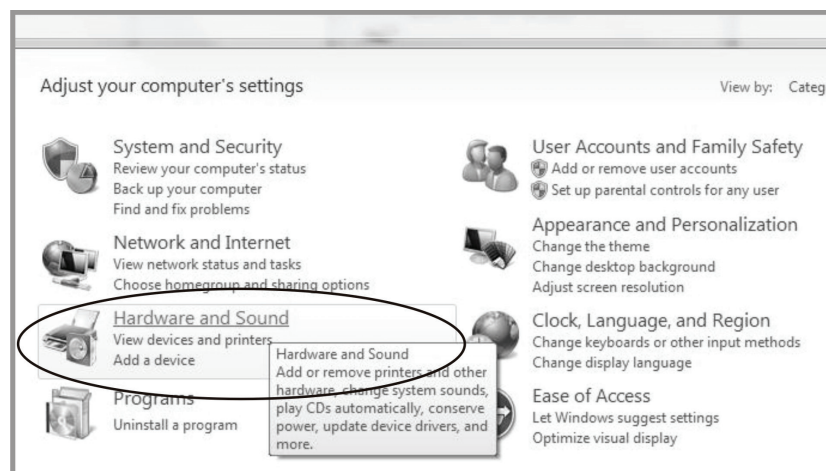 Adjust your computer's settings
View by: Categ
System and Security
Review your computer's status
Back up your computer
Find and fix problems
Network and Internet
View network status and tasks
Choose homegroup and sharing options
Hardware and Sound
View devices and printers
Add a device
Programs
Uninstall a program
Hardware and Sound
Add or remove printers and other
hardware, change system sounds,
play CDs automatically, conserve
power, update device drivers, and
more.
User Accounts and Family Safety
Add or remove user accounts
Set up parental controls for any user
Appearance and Personalization
Change the theme
Change desktop background
Adjust screen resolution
Clock, Language, and Region
Change keyboards or other input methods
Change display language
Ease of Access
Let Windows suggest settings
Optimize visual display